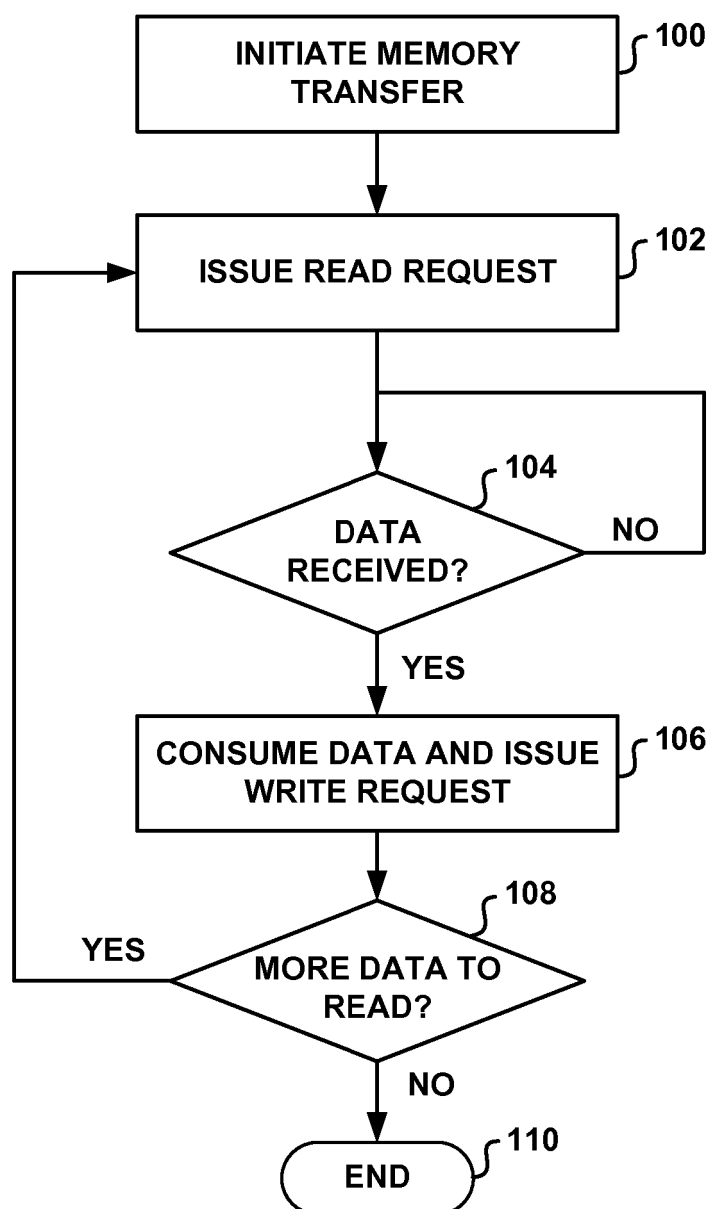 INITIATE MEMORY
TRANSFER
100
ISSUE READ REQUEST
102
104
DATA
RECEIVED?
NO
YES
CONSUME DATA AND ISSUE
WRITE REQUEST
106
108
YES
MORE DATA TO
READ?
NO
110
END